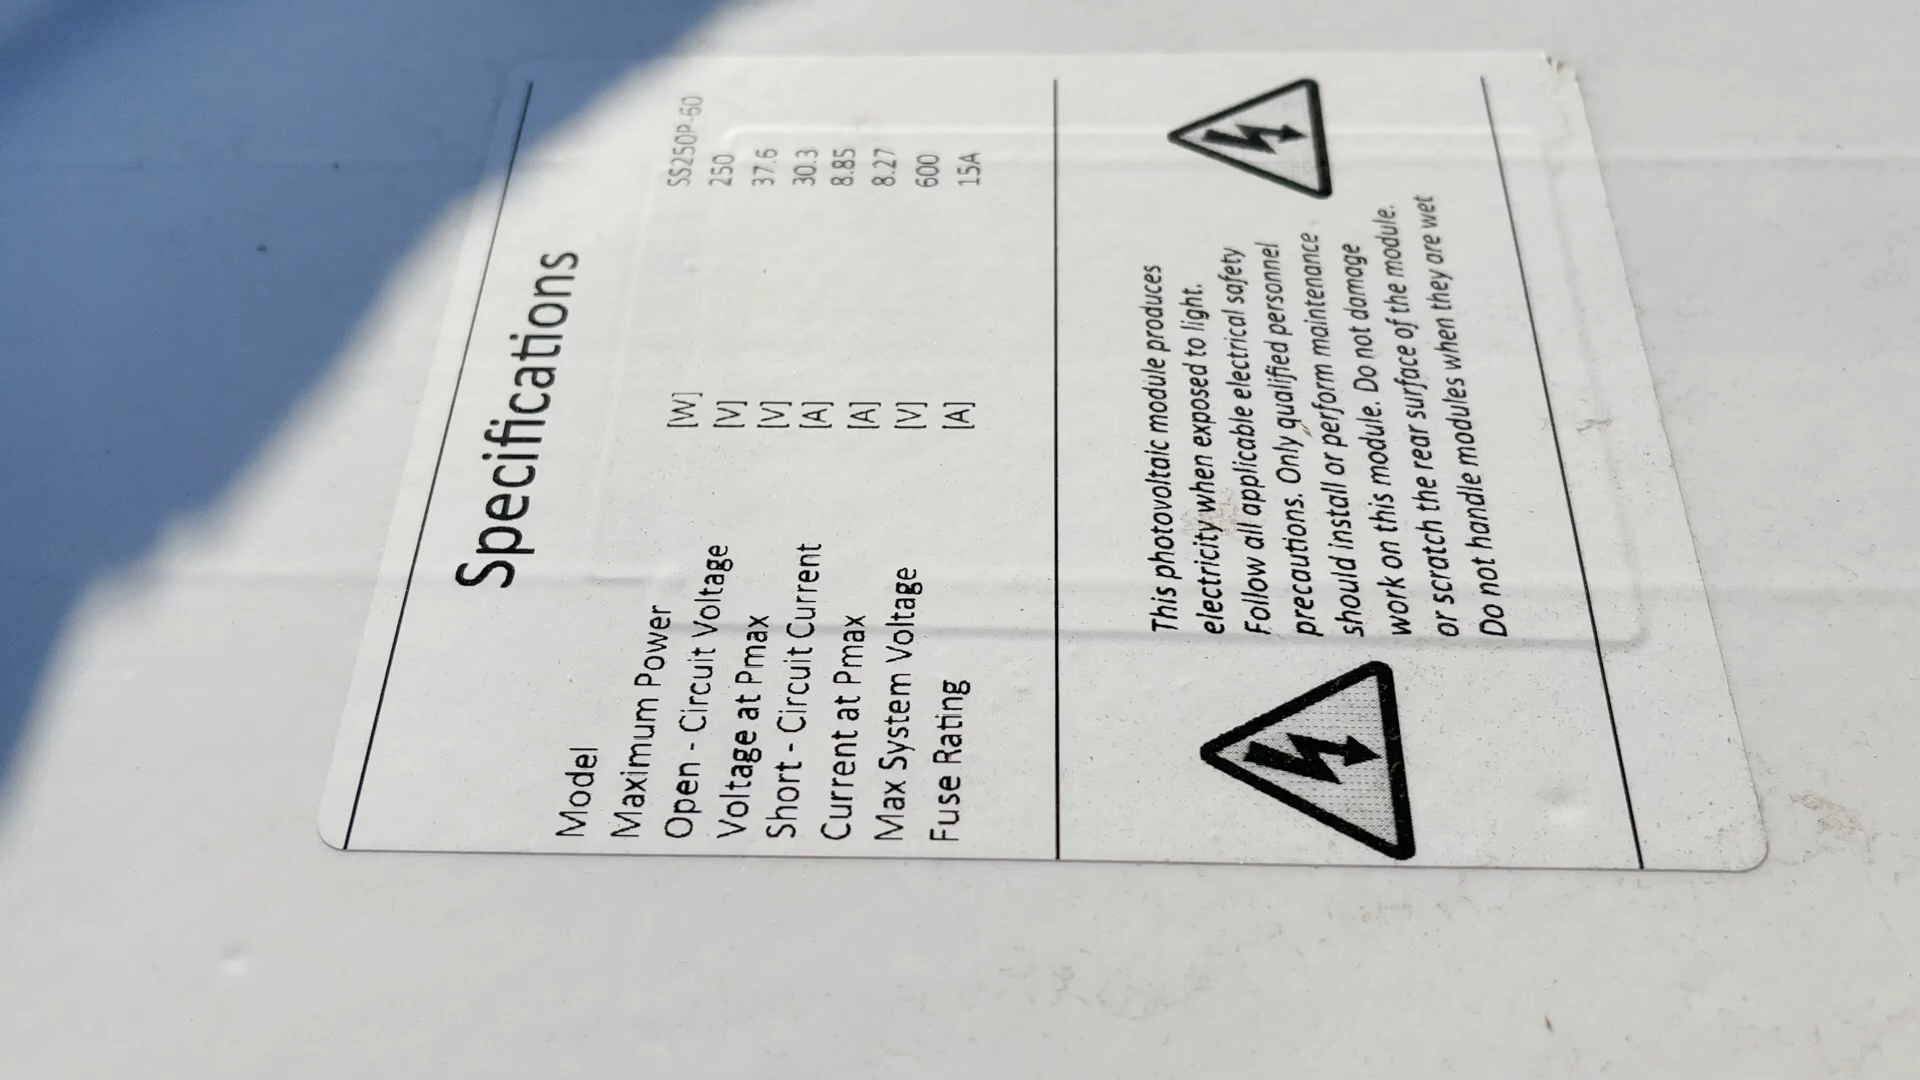 Specifications
Model SS250P-60
Maximum Power [W] 250
Open - Circuit Voltage [V] 37.6
Voltage at Pmax [V] 30.3
Short - Circuit Current [A] 8.85
Current at Pmax [A] 8.27
Max System Voltage [V] 600
Fuse Rating [A] 15A
This photovoltaic module produces
electricity when exposed to light.
Follow all applicable electrical safety
precautions. Only qualified personnel
should install or perform maintenance
work on this module. Do not damage
or scratch the rear surface of the module.
Do not handle modules when they are wet